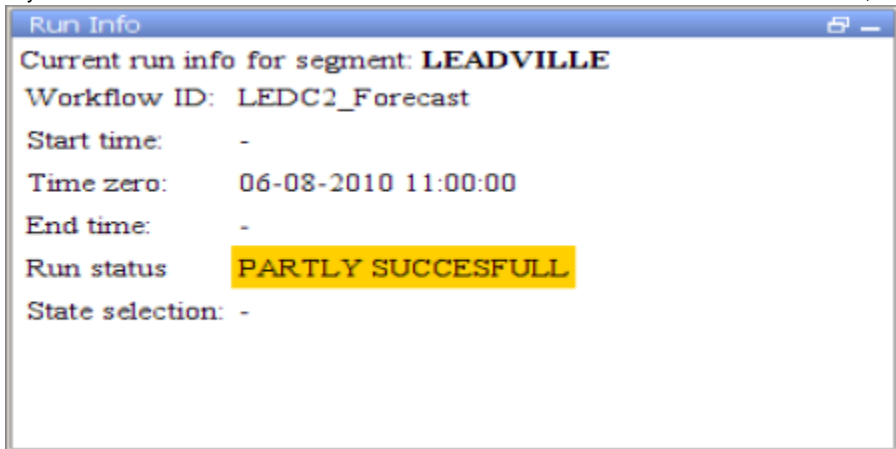 Run Info
Current run info for segment: LEADVILLE
Workflow ID: LEDC2_Forecast
Start time: -
Time zero: 06-08-2010 11:00:00
End time: -
Run status PARTLY SUCCESFULL
State selection: -